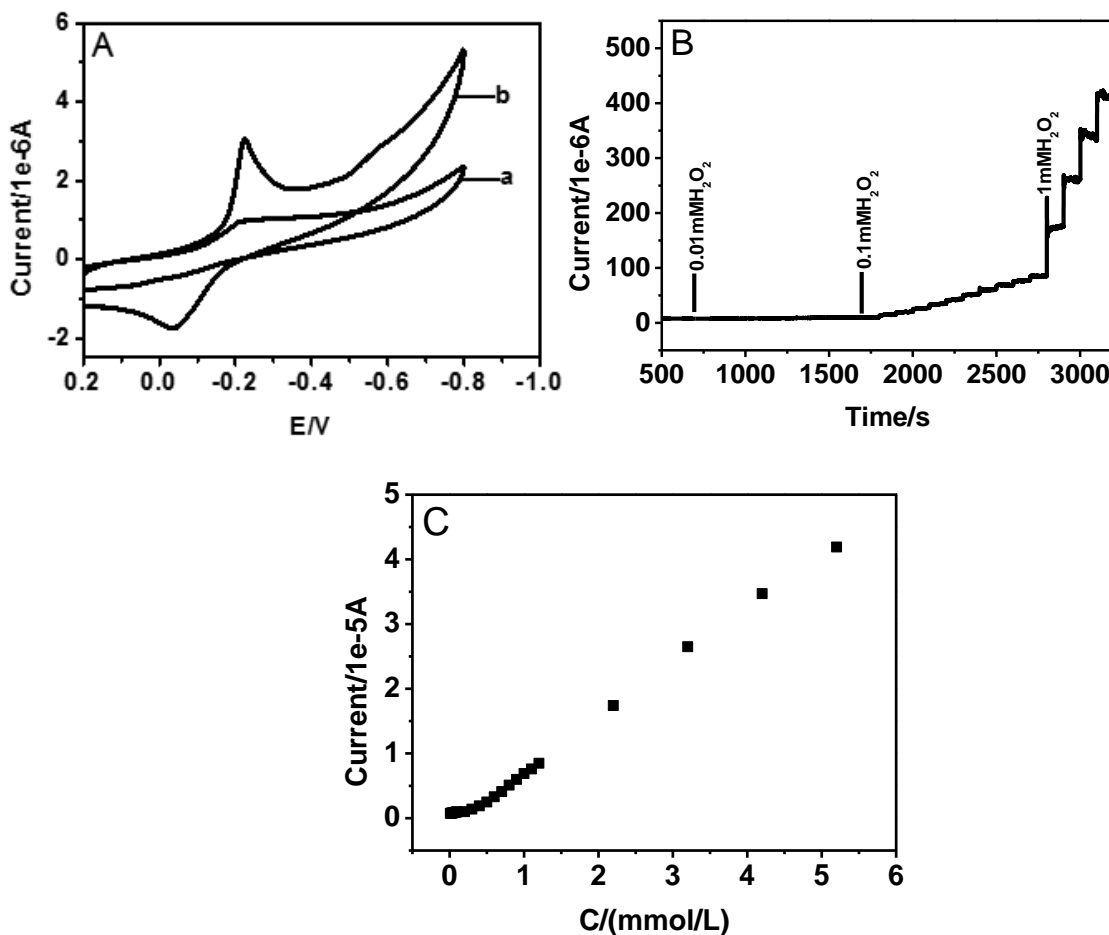 A
Current/1e-6A
6
4
2
0
-2
b
a
0.2 0.0 -0.2 -0.4 -0.6 -0.8 -1.0
E/V
B
Current/1e-6A
500
400
300
200
100
0
0.01mMH2O2
0.1mMH2O2
1mMH2O2
500 1000 1500 2000 2500 3000
Time/s
C
Current/1e-5A
5
4
3
2
1
0
0 1 2 3 4 5 6
C/(mmol/L)